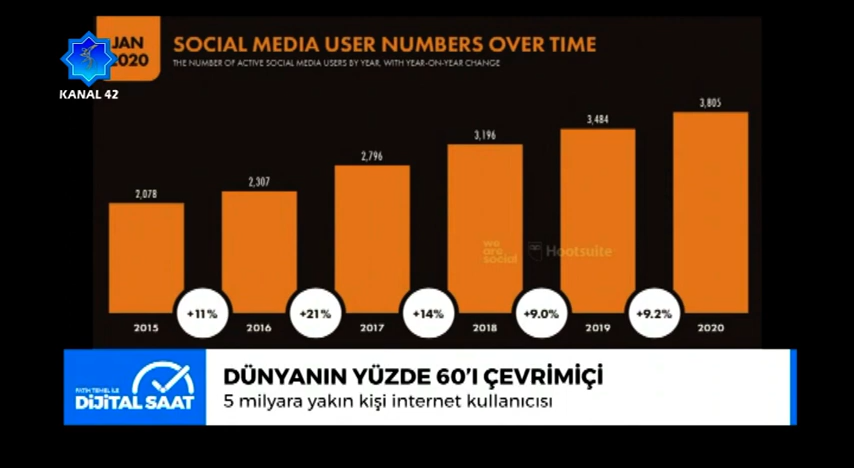 JAN
2020
SOCIAL MEDIA USER NUMBERS OVER TIME
THE NUMBER OF ACTIVE SOCIAL MEDIA USERS BY YEAR, WITH YEAR-ON-YEAR CHANGE
KANAL 42
2,078
2,307
2,796
3,196
3,484
3,805
we
are
social
Hootsuite
2015
+11%
2016
+21%
2017
+14%
2018
+9.0%
2019
+9.2%
2020
FATİH TEMEL İLE
DİJİTAL SAAT
DÜNYANIN YÜZDE 60'I ÇEVRİMİÇİ
5 milyara yakın kişi internet kullanıcısı